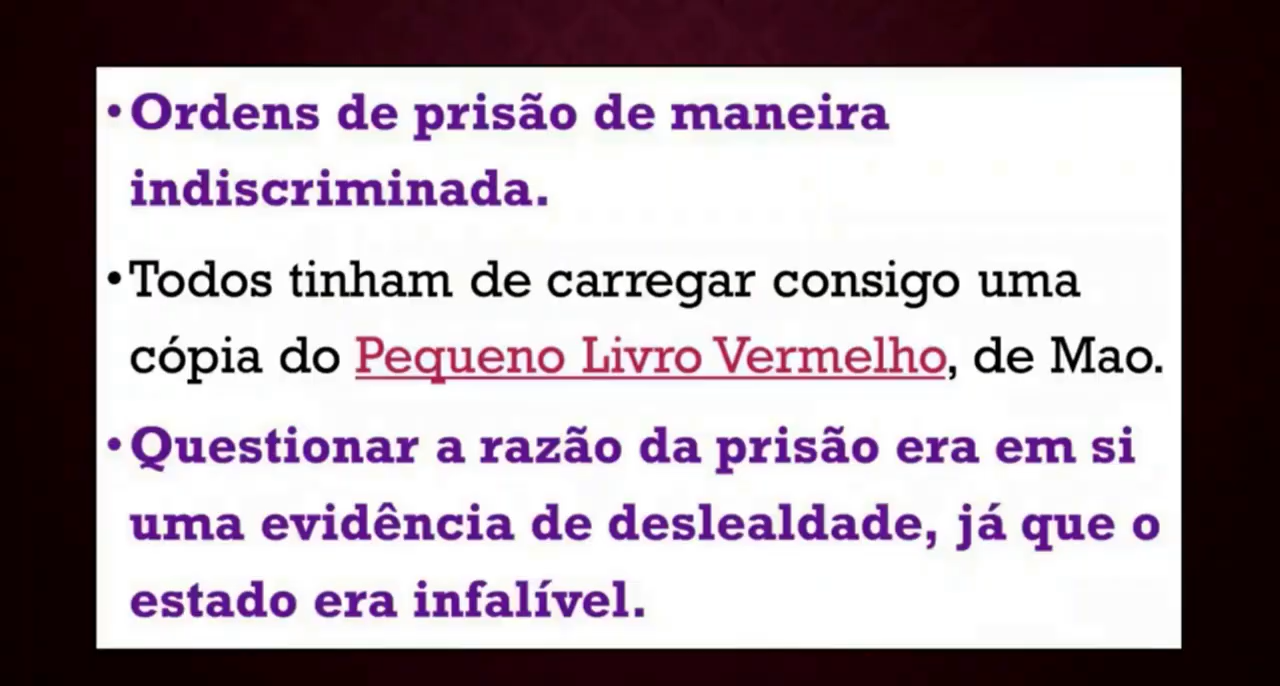 •Ordens de prisão de maneira
indiscriminada.
•Todos tinham de carregar consigo uma
cópia do Pequeno Livro Vermelho, de Mao.
•Questionar a razão da prisão era em si
uma evidência de deslealdade, já que o
estado era infalível.